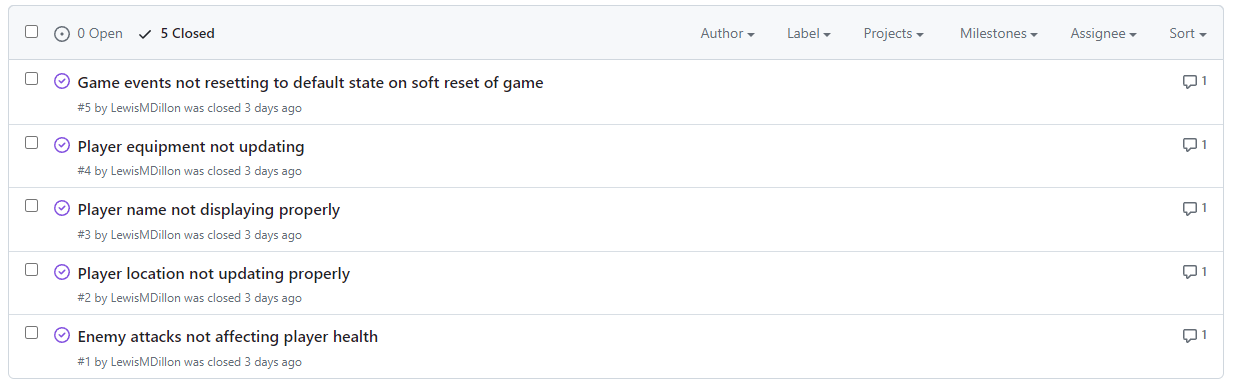 0 Open 5 Closed Author Label Projects Milestones Assignee Sort
Game events not resetting to default state on soft reset of game 1
#5 by LewisMDillon was closed 3 days ago
Player equipment not updating 1
#4 by LewisMDillon was closed 3 days ago
Player name not displaying properly 1
#3 by LewisMDillon was closed 3 days ago
Player location not updating properly 1
#2 by LewisMDillon was closed 3 days ago
Enemy attacks not affecting player health 1
#1 by LewisMDillon was closed 3 days ago